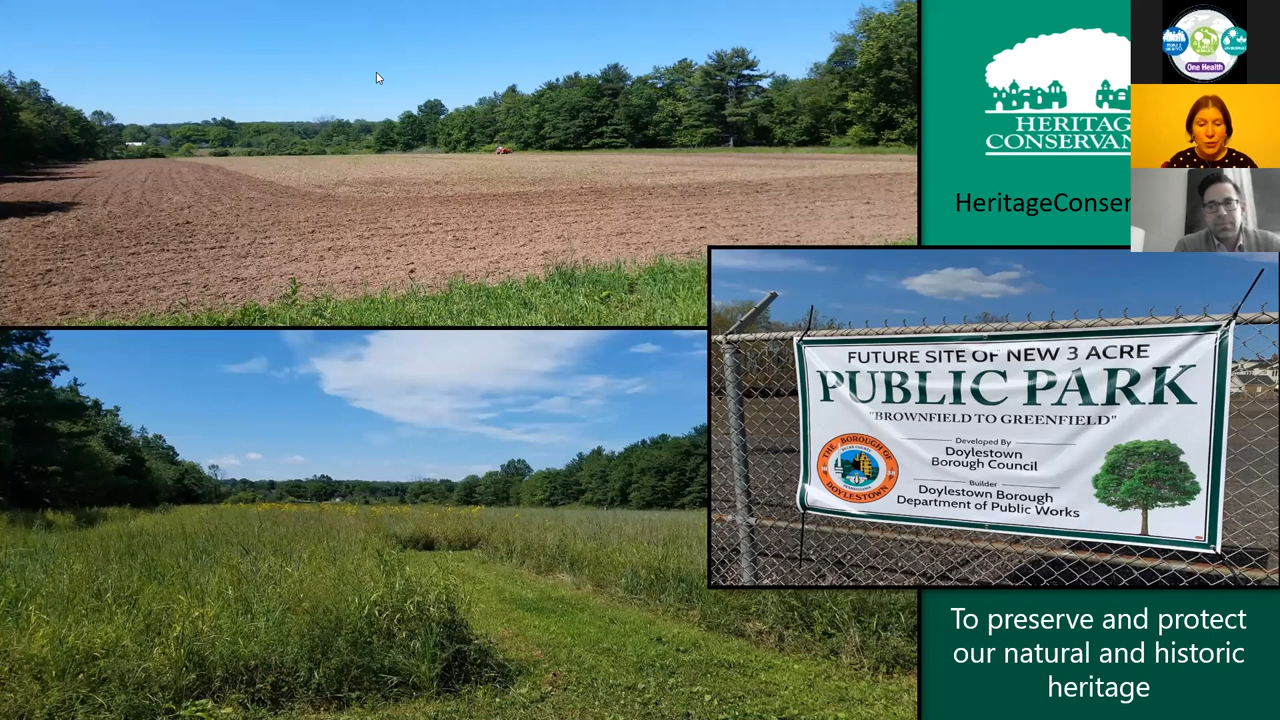 HERITAG
CONSERVAN
HeritageConser
One Health
FUTURE SITE OF NEW 3 ACRE
PUBLIC PARK
"BROWNFIELD TO GREENFIELD"
Developed By
Doylestown
Borough Council
Builder
Doylestown Borough
Department of Public Works
THE BOROUGH OF
DOYLESTOWN
To preserve and protect
our natural and historic
heritage